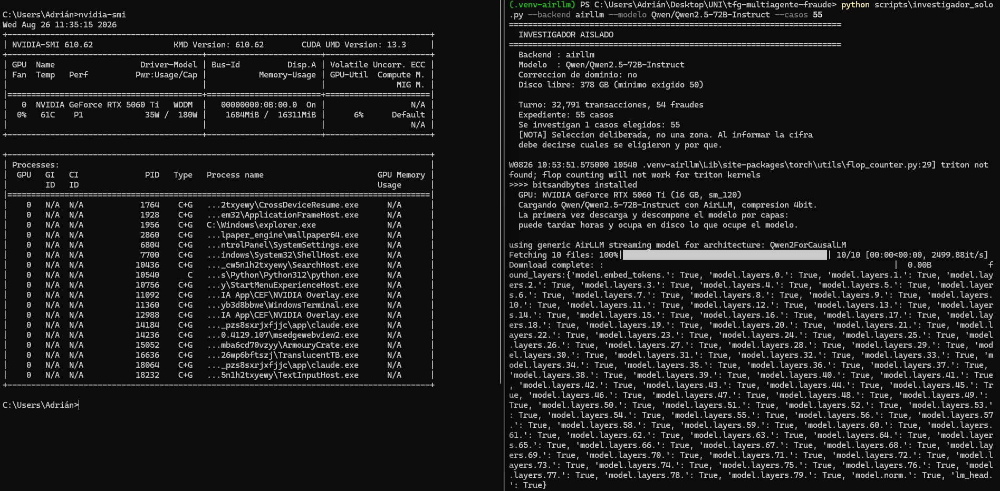 C:\Users\Adrián>nvidia-smi
Wed Aug 26 11:35:15 2026
+-----------------------------------------------------------------------------------------+
| NVIDIA-SMI 610.62                 KMD Version: 610.62        CUDA UMD Version: 13.3     |
+-----------------------------------------+------------------------+----------------------+
| GPU  Name                  Driver-Model | Bus-Id          Disp.A | Volatile Uncorr. ECC |
| Fan  Temp   Perf          Pwr:Usage/Cap |           Memory-Usage | GPU-Util  Compute M. |
|                                         |                        |               MIG M. |
|=========================================+========================+======================|
|   0  NVIDIA GeForce RTX 5060 Ti   WDDM  |   00000000:0B:00.0  On |                  N/A |
|  0%   61C    P1              35W /  180W |    1684MiB /  16311MiB |      6%      Default |
|                                         |                        |                  N/A |
+-----------------------------------------+------------------------+----------------------+
+-----------------------------------------------------------------------------------------+
| Processes:                                                                              |
|  GPU   GI   CI              PID   Type   Process name                        GPU Memory |
|        ID   ID                                                               Usage      |
|=========================================================================================|
|    0   N/A  N/A            1764    C+G   ...2txyewy\CrossDeviceResume.exe      N/A      |
|    0   N/A  N/A            1928    C+G   ...em32\ApplicationFrameHost.exe      N/A      |
|    0   N/A  N/A            1956    C+G   C:\Windows\explorer.exe               N/A      |
|    0   N/A  N/A            2860    C+G   ...lpaper_engine\wallpaper64.exe      N/A      |
|    0   N/A  N/A            6804    C+G   ...ntrolPanel\SystemSettings.exe      N/A      |
|    0   N/A  N/A            7700    C+G   ...indows\System32\ShellHost.exe      N/A      |
|    0   N/A  N/A           10436    C+G   ..._cw5n1h2txyewy\SearchHost.exe      N/A      |
|    0   N/A  N/A           10540      C   ...s\Python\Python312\python.exe      N/A      |
|    0   N/A  N/A           10756    C+G   ...y\StartMenuExperienceHost.exe      N/A      |
|    0   N/A  N/A           11092    C+G   ...IA App\CEF\NVIDIA Overlay.exe      N/A      |
|    0   N/A  N/A           11360    C+G   ...yb3d8bbwe\WindowsTerminal.exe      N/A      |
|    0   N/A  N/A           12988    C+G   ...IA App\CEF\NVIDIA Overlay.exe      N/A      |
|    0   N/A  N/A           14184    C+G   ..._pzs8sxrjxfjjc\app\claude.exe      N/A      |
|    0   N/A  N/A           14236    C+G   ...0.4129.107\msedgewebview2.exe      N/A      |
|    0   N/A  N/A           15052    C+G   ...mba6cd70vzyy\ArmouryCrate.exe      N/A      |
|    0   N/A  N/A           16636    C+G   ...26wp6bftszj\TranslucentTB.exe      N/A      |
|    0   N/A  N/A           18064    C+G   ..._pzs8sxrjxfjjc\app\claude.exe      N/A      |
|    0   N/A  N/A           18232    C+G   ...5n1h2txyewy\TextInputHost.exe      N/A      |
+-----------------------------------------------------------------------------------------+
C:\Users\Adrián>
(.venv-airllm) PS C:\Users\Adrián\Desktop\UNI\tfg-multiagente-fraude> python scripts\investigador_solo
.py --backend airllm --modelo Qwen/Qwen2.5-72B-Instruct --casos 55
======================================================================
  INVESTIGADOR AISLADO
======================================================================
  Backend : airllm
  Modelo  : Qwen/Qwen2.5-72B-Instruct
  Correccion de dominio: no
  Disco libre: 378 GB (minimo exigido 50)
  Turno: 32,791 transacciones, 54 fraudes
  Expediente: 55 casos
  Se investigan 1 casos elegidos: 55
  [NOTA] Seleccion deliberada, no una zona. Al informar la cifra
  debe decirse cuales se eligieron y por que.
W0826 10:53:51.575000 10540 .venv-airllm\Lib\site-packages\torch\utils\flop_counter.py:29] triton not
found; flop counting will not work for triton kernels
>>>> bitsandbytes installed
  GPU: NVIDIA GeForce RTX 5060 Ti (16 GB, sm_120)
  Cargando Qwen/Qwen2.5-72B-Instruct con AirLLM, compresion 4bit.
  La primera vez descarga y descompone el modelo por capas:
  puede tardar horas y ocupa en disco lo que ocupe el modelo.
using generic AirLLM streaming model for architecture: Qwen2ForCausalLM
Fetching 10 files: 100%|                                           | 10/10 [00:00<00:00, 2499.88it/s]
Download complete: :                                                             |  0.00B        f
ound_layers:{'model.embed_tokens.': True, 'model.layers.0.': True, 'model.layers.1.': True, 'model.lay
ers.2.': True, 'model.layers.3.': True, 'model.layers.4.': True, 'model.layers.5.': True, 'model.layer
s.6.': True, 'model.layers.7.': True, 'model.layers.8.': True, 'model.layers.9.': True, 'model.layers.
10.': True, 'model.layers.11.': True, 'model.layers.12.': True, 'model.layers.13.': True, 'model.layer
s.14.': True, 'model.layers.15.': True, 'model.layers.16.': True, 'model.layers.17.': True, 'model.lay
ers.18.': True, 'model.layers.19.': True, 'model.layers.20.': True, 'model.layers.21.': True, 'model.l
ayers.22.': True, 'model.layers.23.': True, 'model.layers.24.': True, 'model.layers.25.': True, 'model
.layers.26.': True, 'model.layers.27.': True, 'model.layers.28.': True, 'model.layers.29.': True, 'mod
el.layers.30.': True, 'model.layers.31.': True, 'model.layers.32.': True, 'model.layers.33.': True, 'm
odel.layers.34.': True, 'model.layers.35.': True, 'model.layers.36.': True, 'model.layers.37.': True,
'model.layers.38.': True, 'model.layers.39.': True, 'model.layers.40.': True, 'model.layers.41.': True
, 'model.layers.42.': True, 'model.layers.43.': True, 'model.layers.44.': True, 'model.layers.45.': Tr
ue, 'model.layers.46.': True, 'model.layers.47.': True, 'model.layers.48.': True, 'model.layers.49.':
True, 'model.layers.50.': True, 'model.layers.51.': True, 'model.layers.52.': True, 'model.layers.53.'
: True, 'model.layers.54.': True, 'model.layers.55.': True, 'model.layers.56.': True, 'model.layers.57
.': True, 'model.layers.58.': True, 'model.layers.59.': True, 'model.layers.60.': True, 'model.layers.
61.': True, 'model.layers.62.': True, 'model.layers.63.': True, 'model.layers.64.': True, 'model.layer
s.65.': True, 'model.layers.66.': True, 'model.layers.67.': True, 'model.layers.68.': True, 'model.lay
ers.69.': True, 'model.layers.70.': True, 'model.layers.71.': True, 'model.layers.72.': True, 'model.l
ayers.73.': True, 'model.layers.74.': True, 'model.layers.75.': True, 'model.layers.76.': True, 'model
.layers.77.': True, 'model.layers.78.': True, 'model.layers.79.': True, 'model.norm.': True, 'lm_head.
': True}